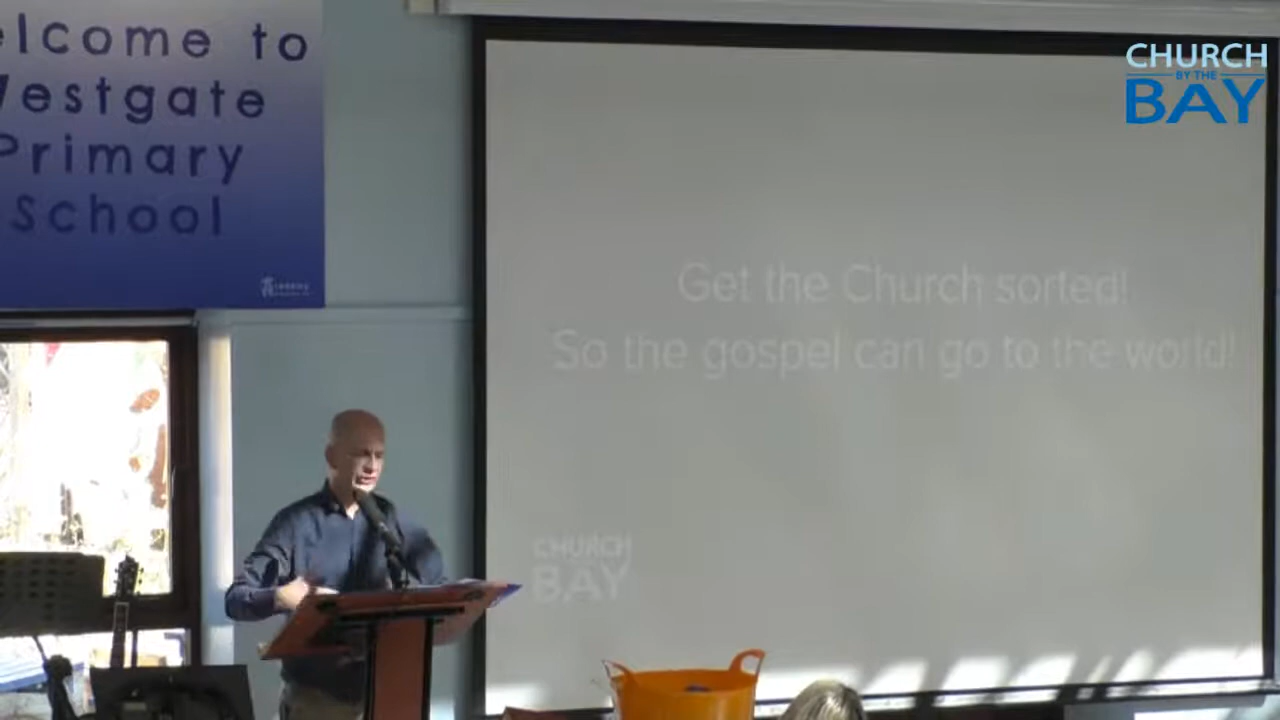 elcome to
Westgate
Primary
School
CHURCH
BY THE
BAY
Get the Church sorted!
So the gospel can go to the world!
CHURCH
BAY